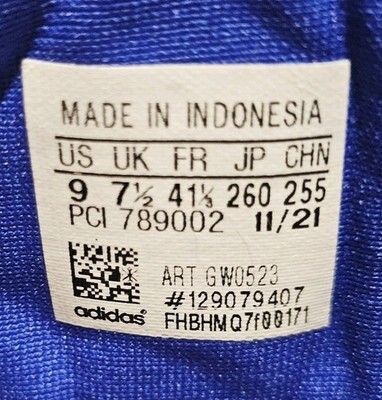 MADE IN INDONESIA
US UK FR JP CHN
9 7½ 41⅓ 260 255
PCI 789002 11/21
ART GW0523
#129079407
adidas® FHBHMQ7f00171